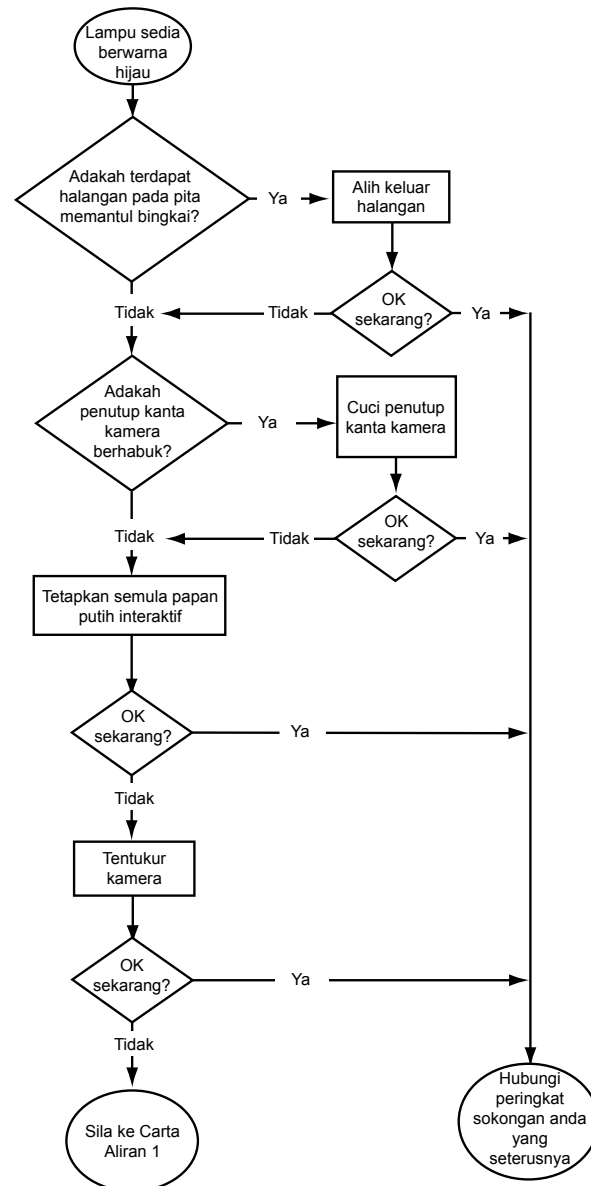 Lampu sedia
berwarna
hijau
Adakah terdapat
halangan pada pita
memantul bingkai?
Ya
Alih keluar
halangan
Tidak
Tidak
OK
sekarang?
Ya
Adakah
penutup kanta
kamera
berhabuk?
Ya
Cuci penutup
kanta kamera
Tidak
Tidak
OK
sekarang?
Ya
Tetapkan semula papan
putih interaktif
OK
sekarang?
Ya
Tidak
Tentukur
kamera
OK
sekarang?
Ya
Tidak
Sila ke Carta
Aliran 1
Hubungi
peringkat
sokongan anda
yang
seterusnya